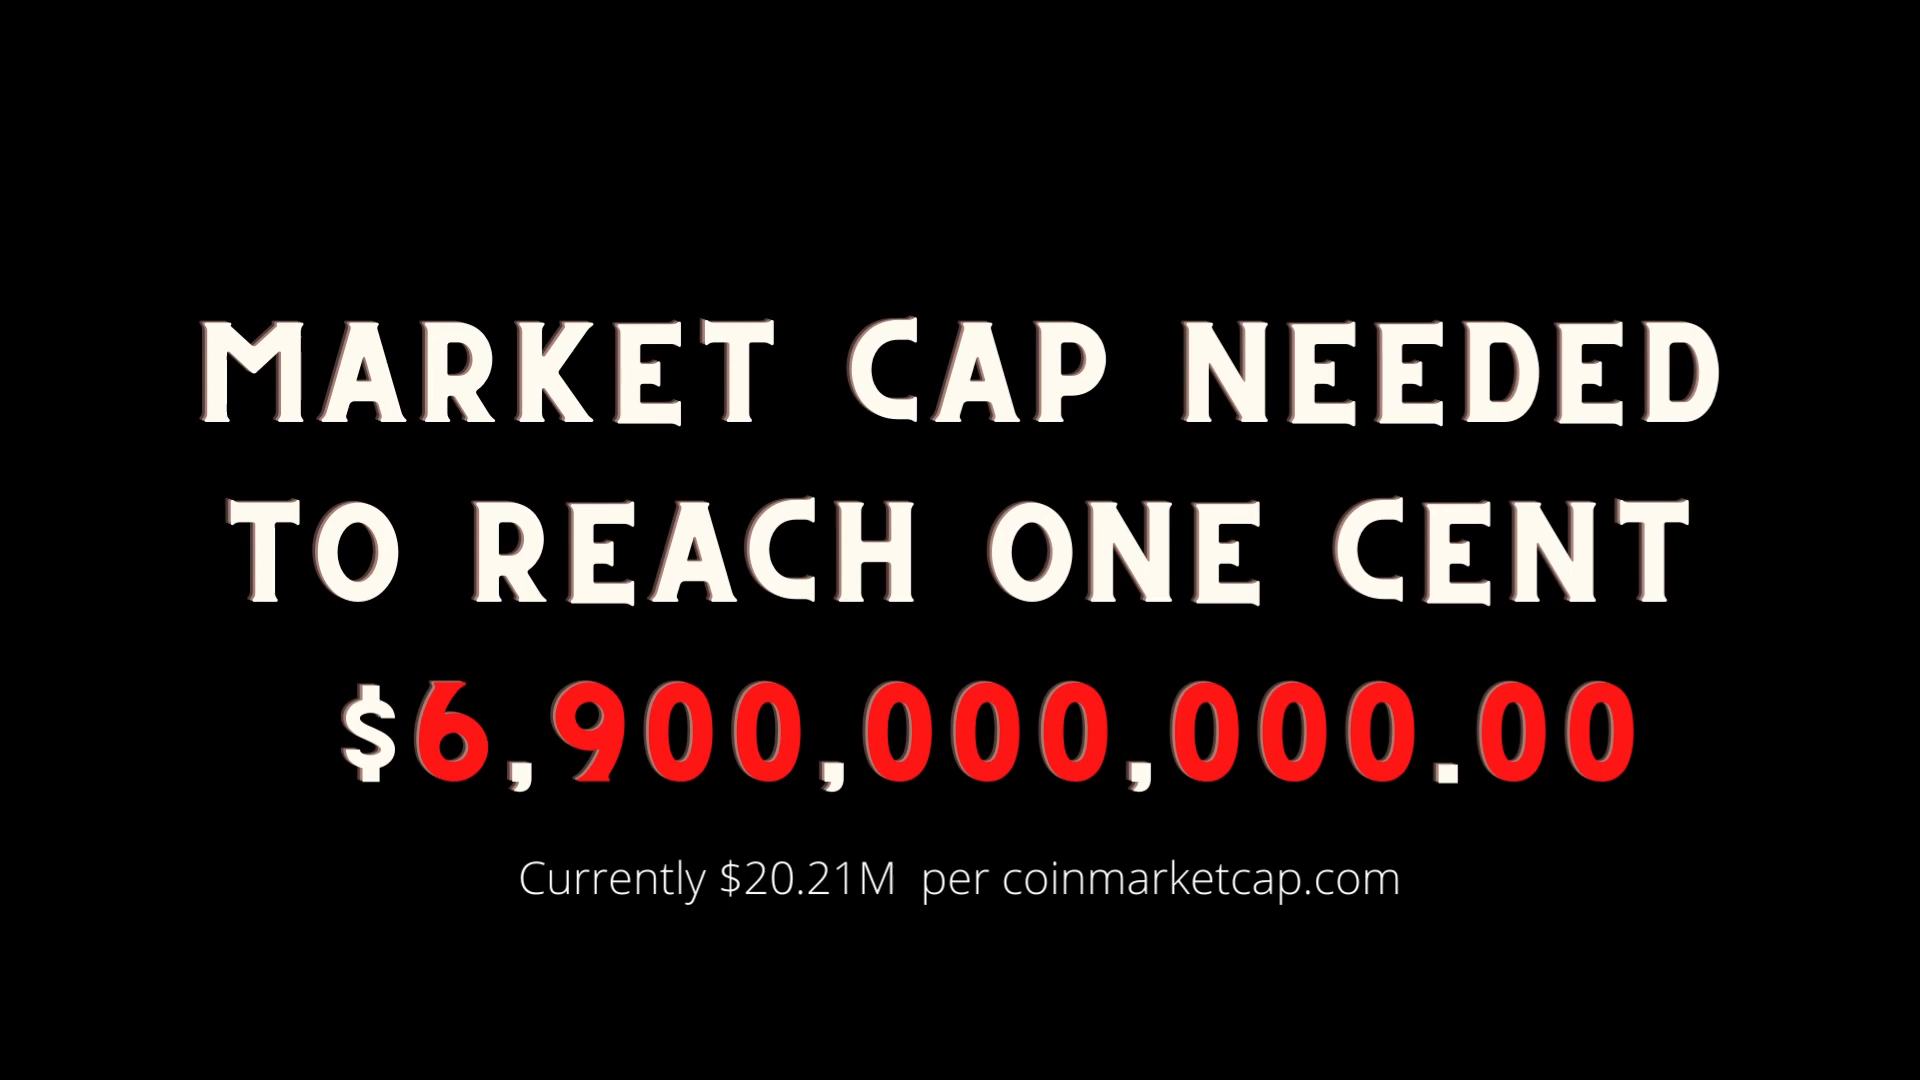 MARKET CAP NEEDED
TO REACH ONE CENT
$6,900,000,000.00
Currently $20.21M per coinmarketcap.com